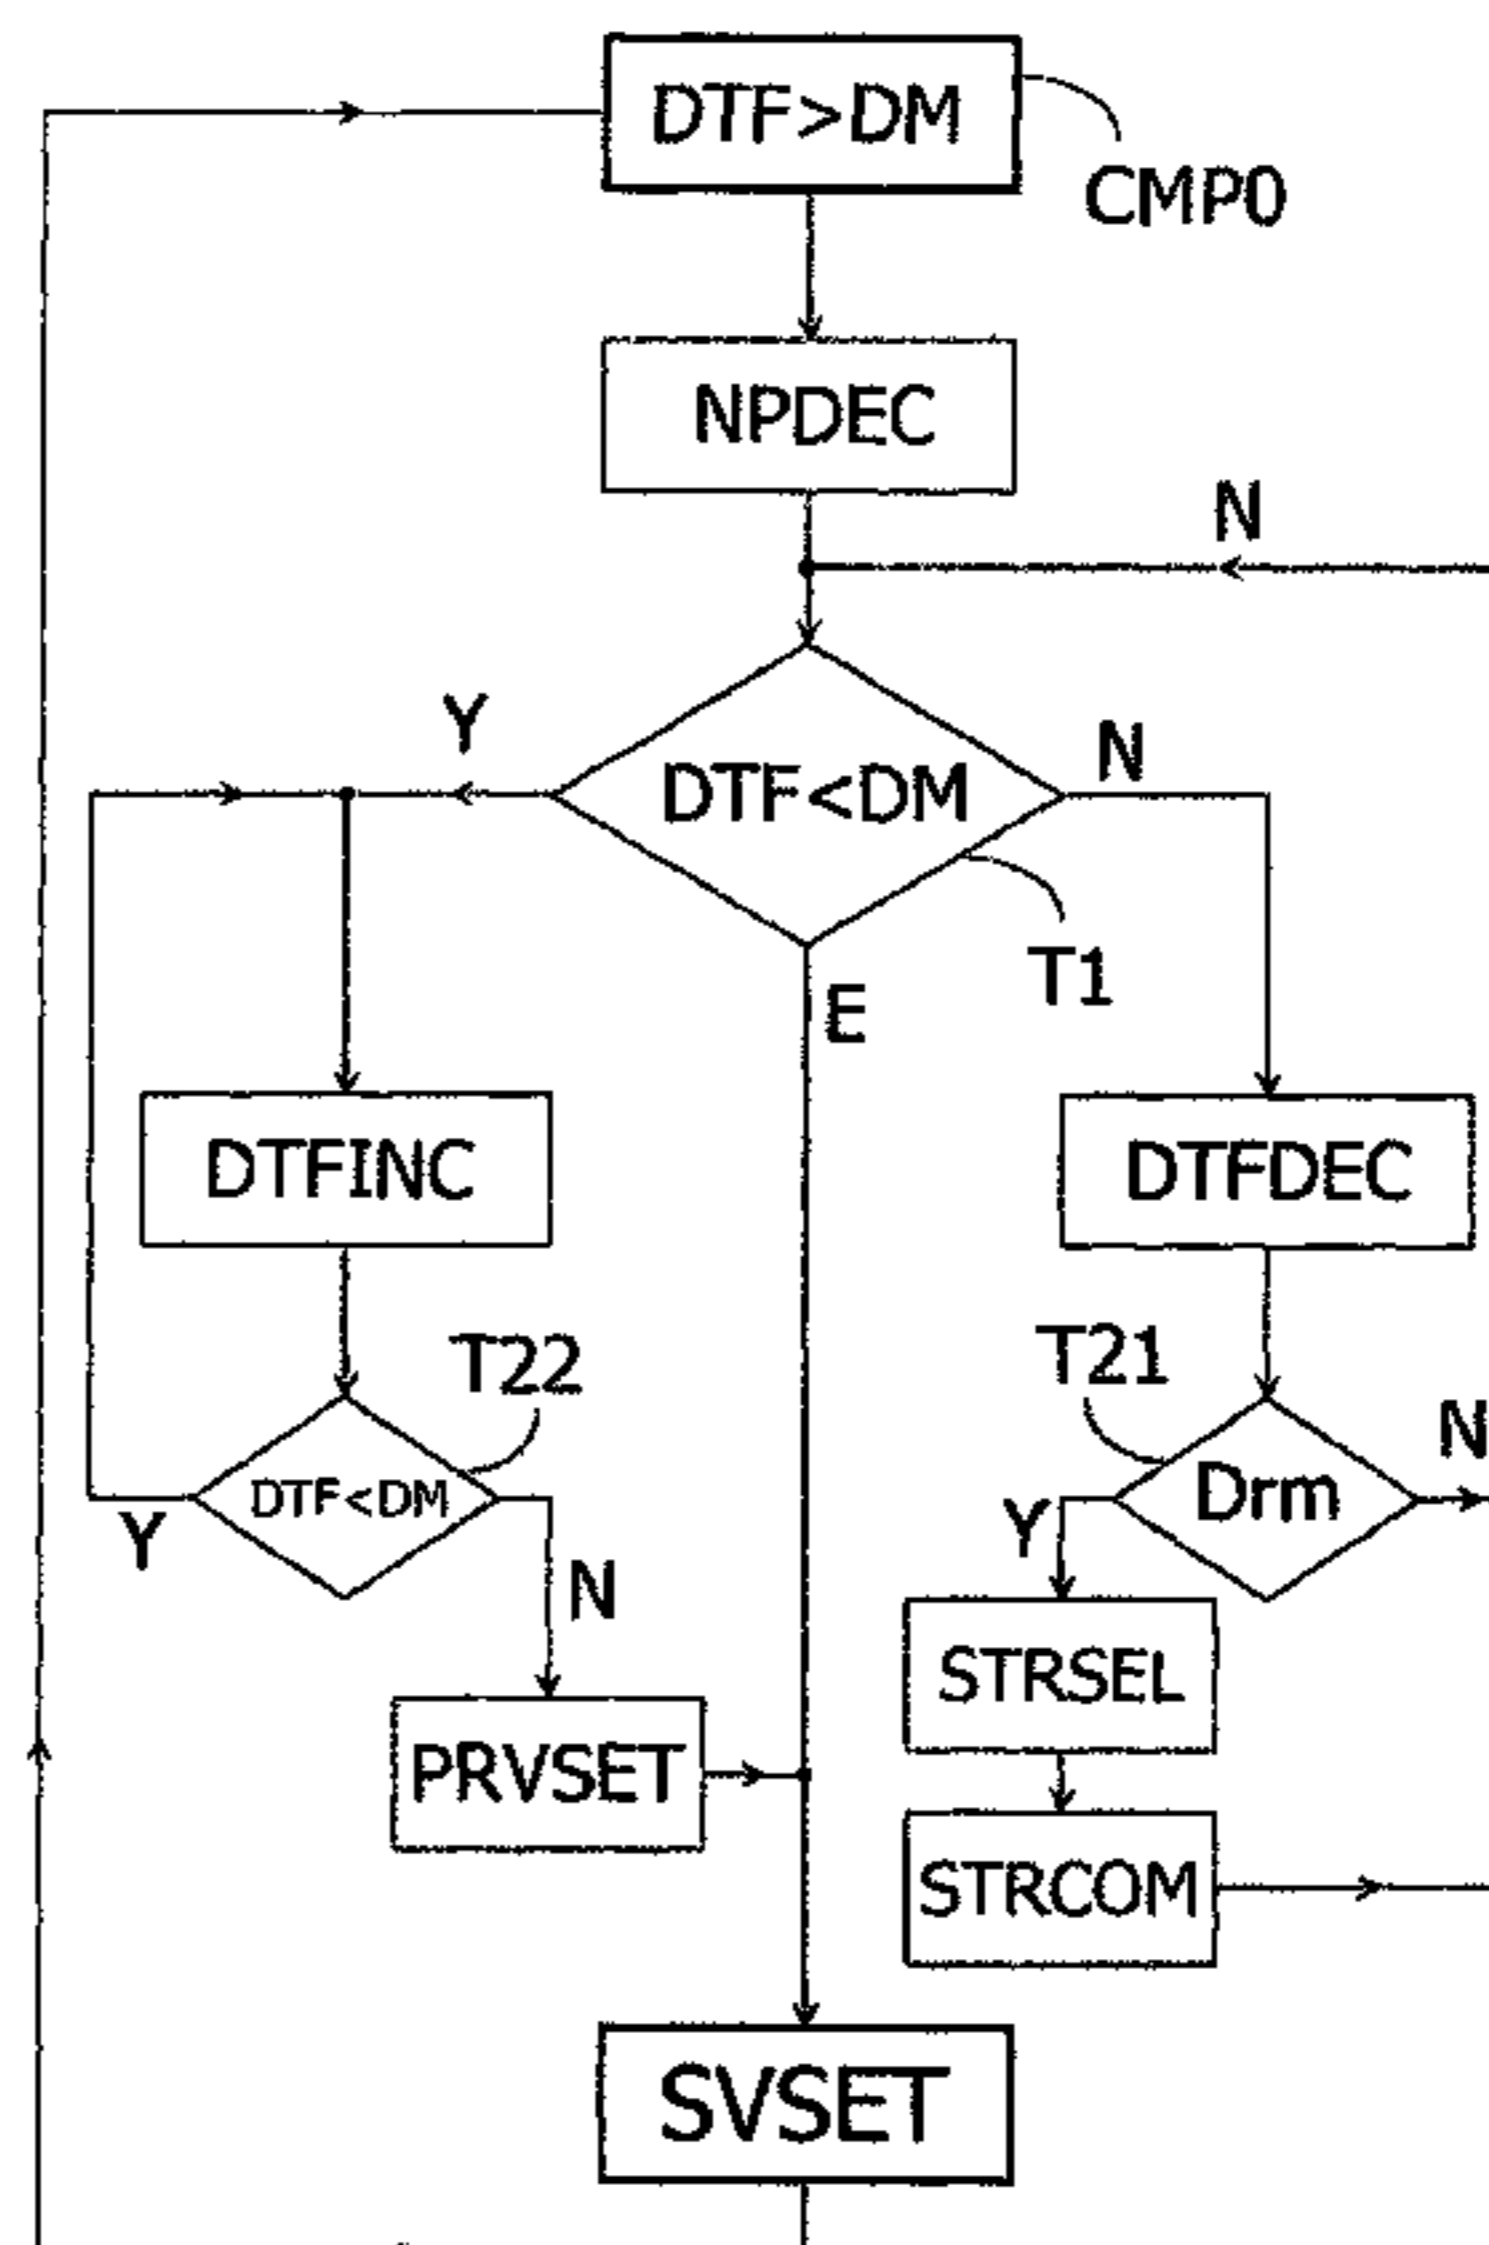 DTF>DM
CMP0
NPDEC
N
Y
DTF<DM
N
T1
E
DTFINC
DTFDEC
T22
T21
N
DTF<DM
Drm
Y
Y
N
STRSEL
PRVSET
STRCOM
SVSET